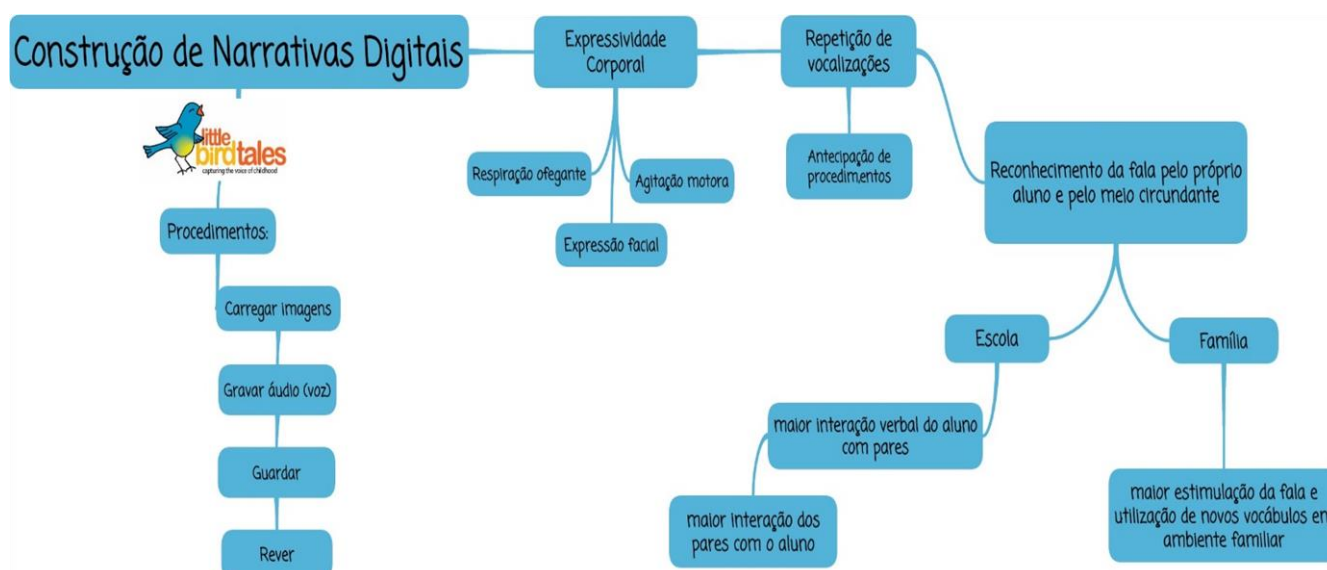 Construção de Narrativas Digitais
little
birdtales
capturing the voice of childhood
Procedimentos:
Carregar imagens
Gravar áudio (voz)
Guardar
Rever
Expressividade
Corporal
Respiração ofegante
Agitação motora
Expressão facial
Repetição de
vocalizações
Antecipação de
procedimentos
Reconhecimento da fala pelo próprio
aluno e pelo meio circundante
Escola
maior interação verbal do aluno
com pares
maior interação dos
pares com o aluno
Família
maior estimulação da fala e
utilização de novos vocábulos en
ambiente familiar